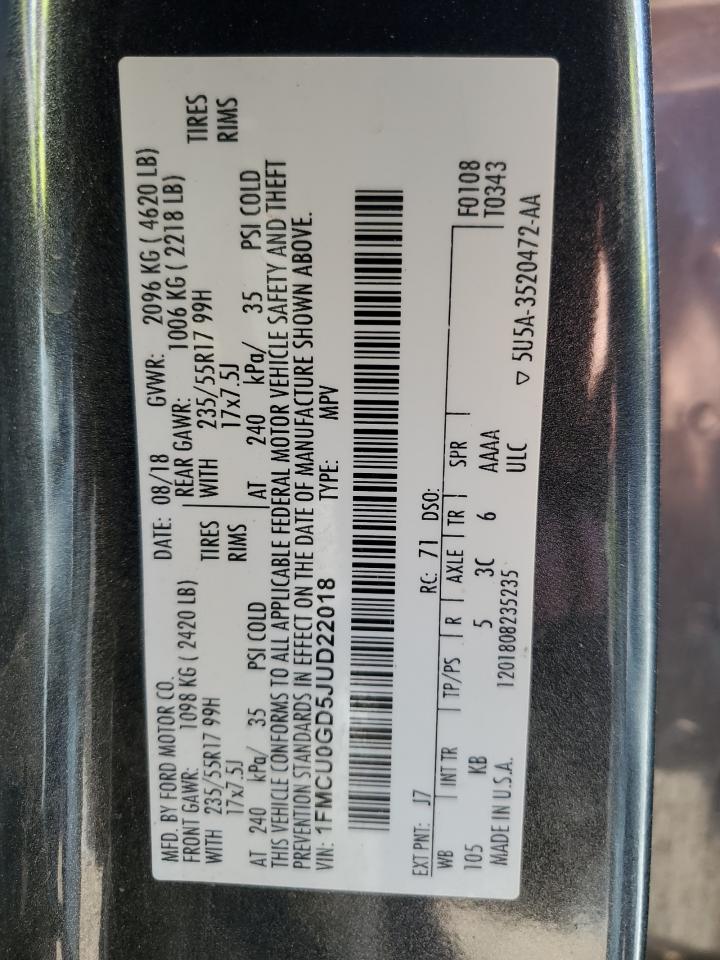 MFD. BY FORD MOTOR CO.
DATE: 08/18 GVWR: 2096 KG ( 4620 LB)
FRONT GAWR: 1098 KG ( 2420 LB) REAR GAWR: 1006 KG ( 2218 LB)
WITH 235/55R17 99H TIRES WITH 235/55R17 99H TIRES
17x7.5J RIMS 17x7.5J RIMS
AT 240 kPa/ 35 PSI COLD AT 240 kPa/ 35 PSI COLD
THIS VEHICLE CONFORMS TO ALL APPLICABLE FEDERAL MOTOR VEHICLE SAFETY AND THEFT
PREVENTION STANDARDS IN EFFECT ON THE DATE OF MANUFACTURE SHOWN ABOVE.
VIN: 1FMCU0GD5JUD22018 TYPE: MPV
EXT PNT: J7 RC: 71 DSO: F0108
WB INT TR TP/PS R AXLE TR SPR T0343
105 KB 5 3C 6 AAAA
MADE IN U.S.A. 1201808235235 ULC
▽ 5U5A-3520472-AA